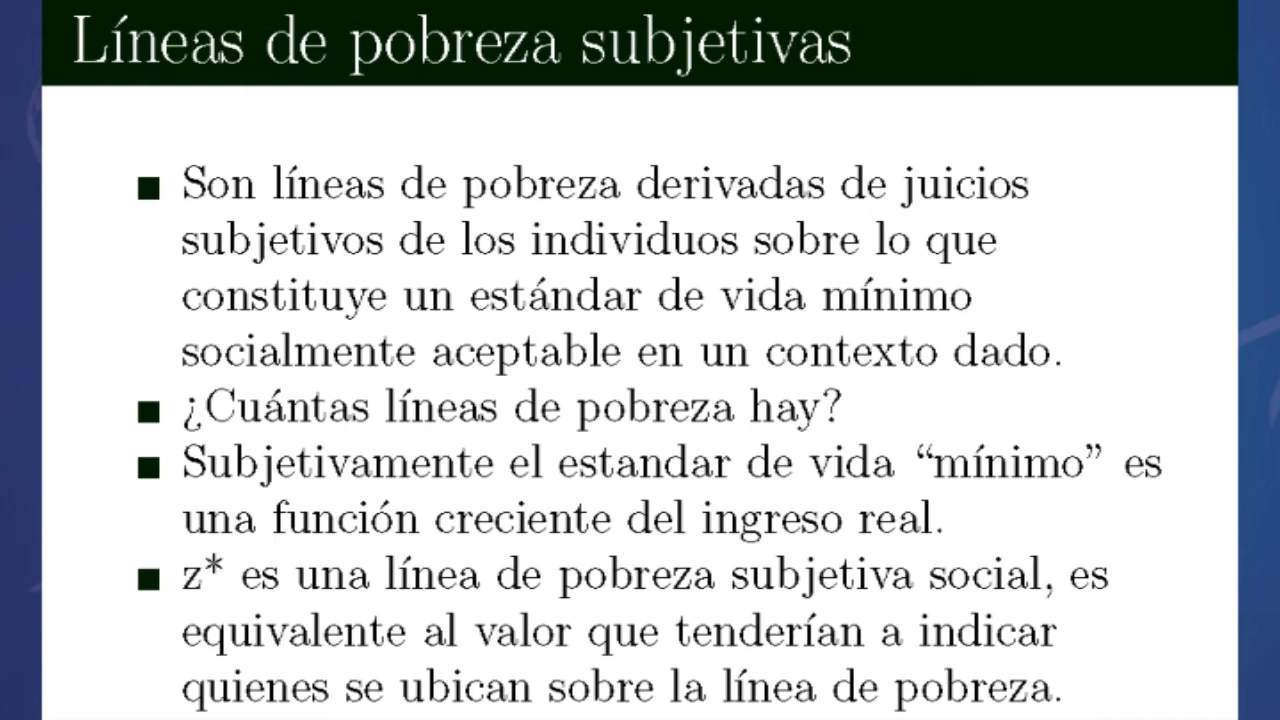 Líneas de pobreza subjetivas
Son líneas de pobreza derivadas de juicios
subjetivos de los individuos sobre lo que
constituye un estándar de vida mínimo
socialmente aceptable en un contexto dado.
¿Cuántas líneas de pobreza hay?
Subjetivamente el estandar de vida “mínimo” es
una función creciente del ingreso real.
z* es una línea de pobreza subjetiva social, es
equivalente al valor que tenderían a indicar
quienes se ubican sobre la línea de pobreza.